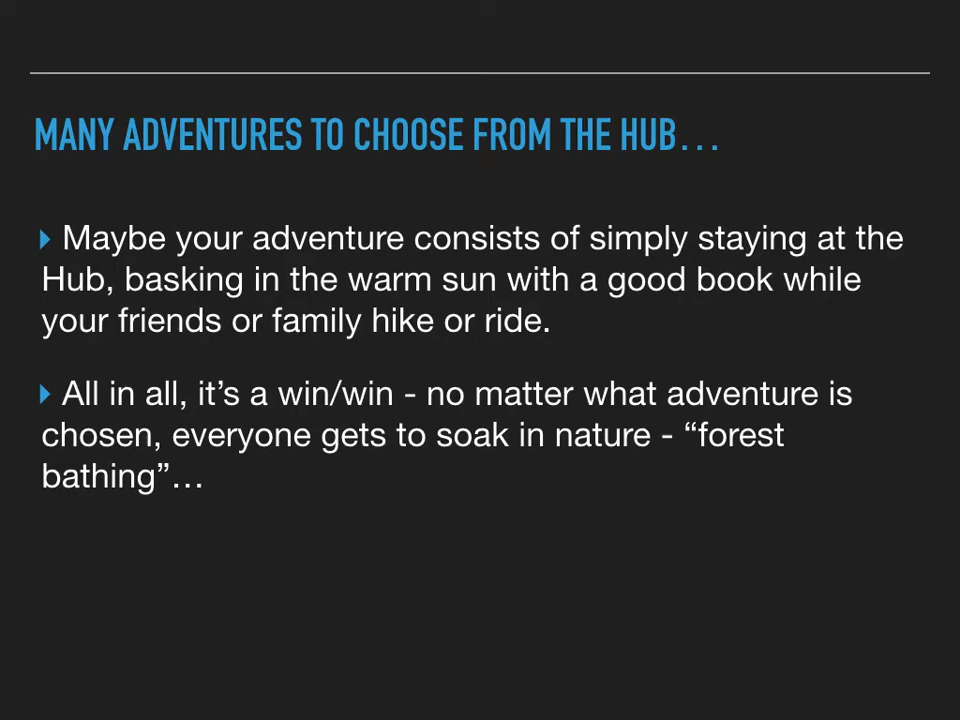 MANY ADVENTURES TO CHOOSE FROM THE HUB...
▸ Maybe your adventure consists of simply staying at the
Hub, basking in the warm sun with a good book while
your friends or family hike or ride.
▸ All in all, it’s a win/win - no matter what adventure is
chosen, everyone gets to soak in nature - “forest
bathing”...